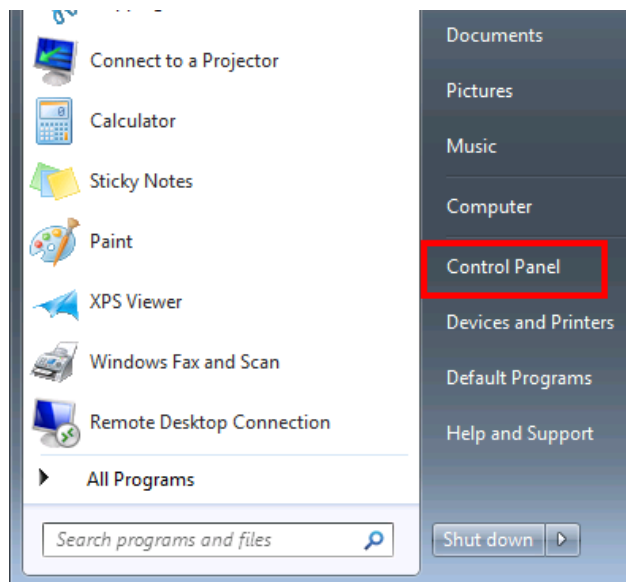 Connect to a Projector
Calculator
Sticky Notes
Paint
XPS Viewer
Windows Fax and Scan
Remote Desktop Connection
All Programs
Search programs and files
Documents
Pictures
Music
Computer
Control Panel
Devices and Printers
Default Programs
Help and Support
Shut down